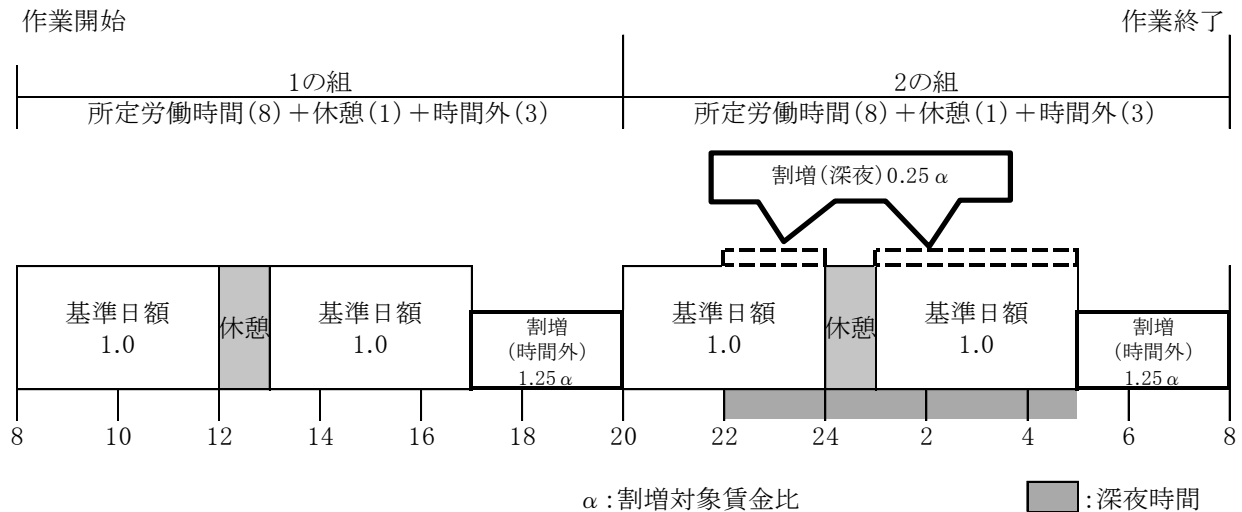 作業開始
作業終了
1の組
2の組
所定労働時間(8)+休憩(1)+時間外(3)
所定労働時間(8)+休憩(1)+時間外(3)
割増(深夜)0.25α
基準日額
1.0
休憩
基準日額
1.0
割増
(時間外)
1.25α
基準日額
1.0
休憩
基準日額
1.0
割増
(時間外)
1.25α
8 10 12 14 16 18 20 22 24 2 4 6 8
α:割増対象賃金比
:深夜時間